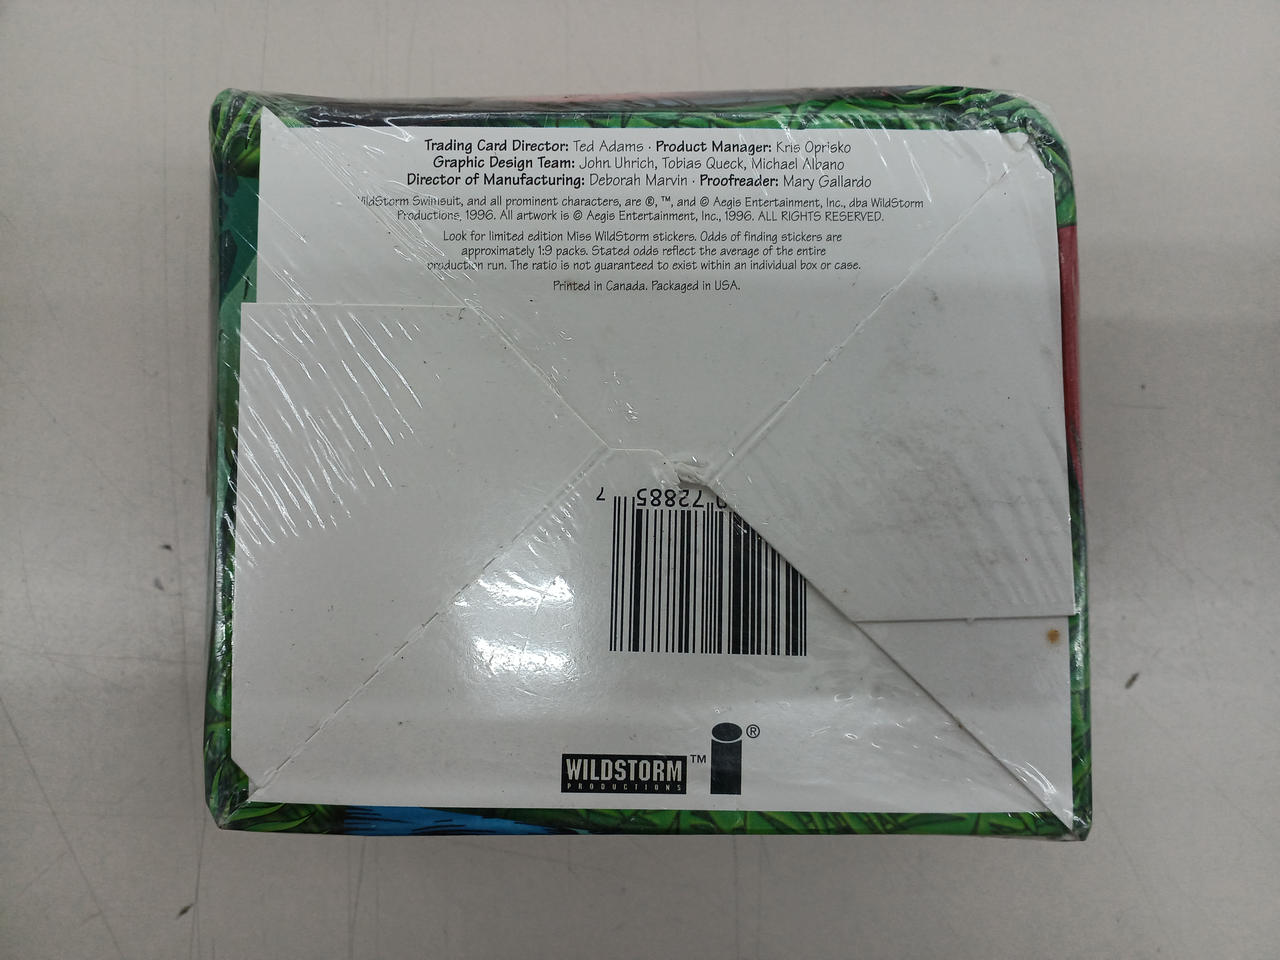 Trading Card Director: Ted Adams · Product Manager: Kris Oprisko
Graphic Design Team: John Uhrich, Tobias Queck, Michael Albano
Director of Manufacturing: Deborah Marvin · Proofreader: Mary Gallardo
WildStorm Swimsuit, and all prominent characters, are ®, ™, and © Aegis Entertainment, Inc., dba WildStorm
Productions, 1996. All artwork is © Aegis Entertainment, Inc., 1996. ALL RIGHTS RESERVED.
Look for limited edition Miss WildStorm stickers. Odds of finding stickers are
approximately 1:9 packs. Stated odds reflect the average of the entire
production run. The ratio is not guaranteed to exist within an individual box or case.
Printed in Canada. Packaged in USA.
72885 7
WILDSTORM™ i®
PRODUCTIONS